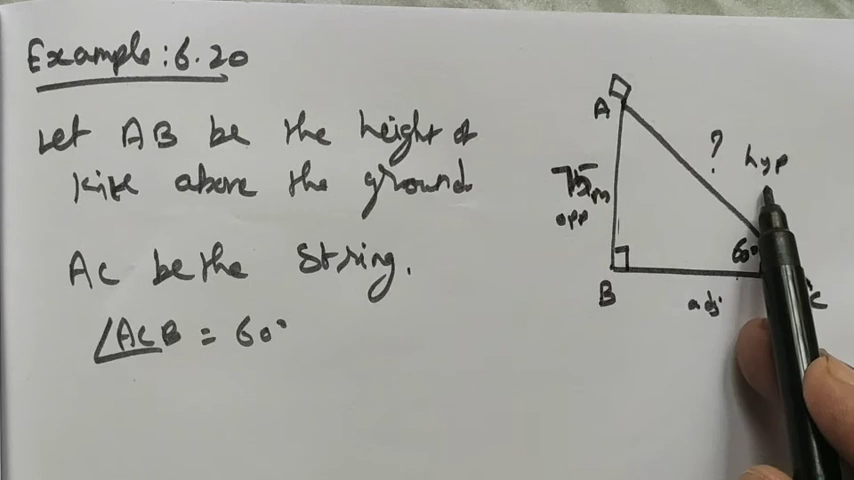 Example: 6.20
Let AB be the height of
kite above the ground
AC be the string.
∠ACB = 60°
A
? hyp
75m
opp
60°
B
adj
C